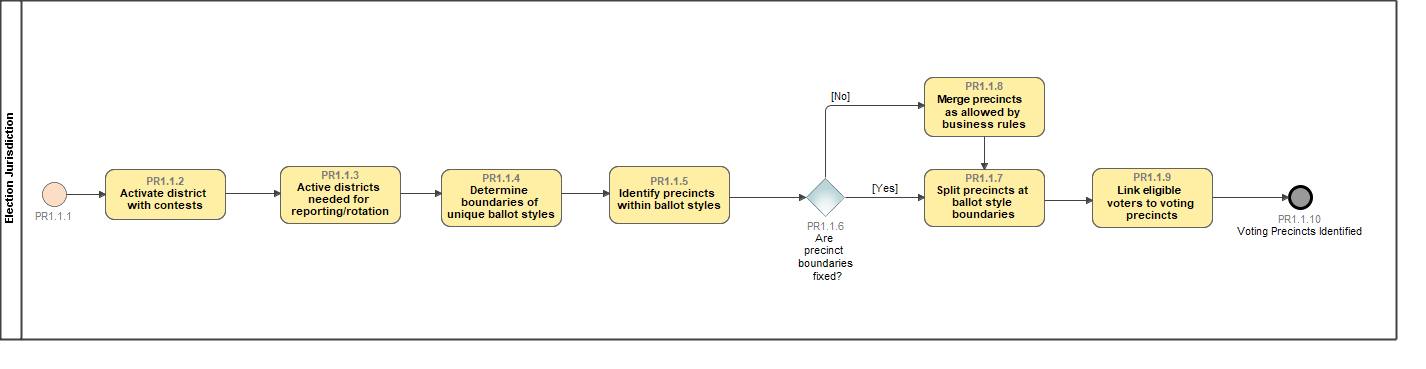 Election Jurisdiction
PR1.1.1
PR1.1.2
Activate district
with contests
PR1.1.3
Active districts
needed for
reporting/rotation
PR1.1.4
Determine
boundaries of
unique ballot styles
PR1.1.5
Identify precincts
within ballot styles
PR1.1.6
Are
precinct
boundaries
fixed?
[No]
[Yes]
PR1.1.8
Merge precincts
as allowed by
business rules
PR1.1.7
Split precincts at
ballot style
boundaries
PR1.1.9
Link eligible
voters to voting
precincts
PR1.1.10
Voting Precincts Identified